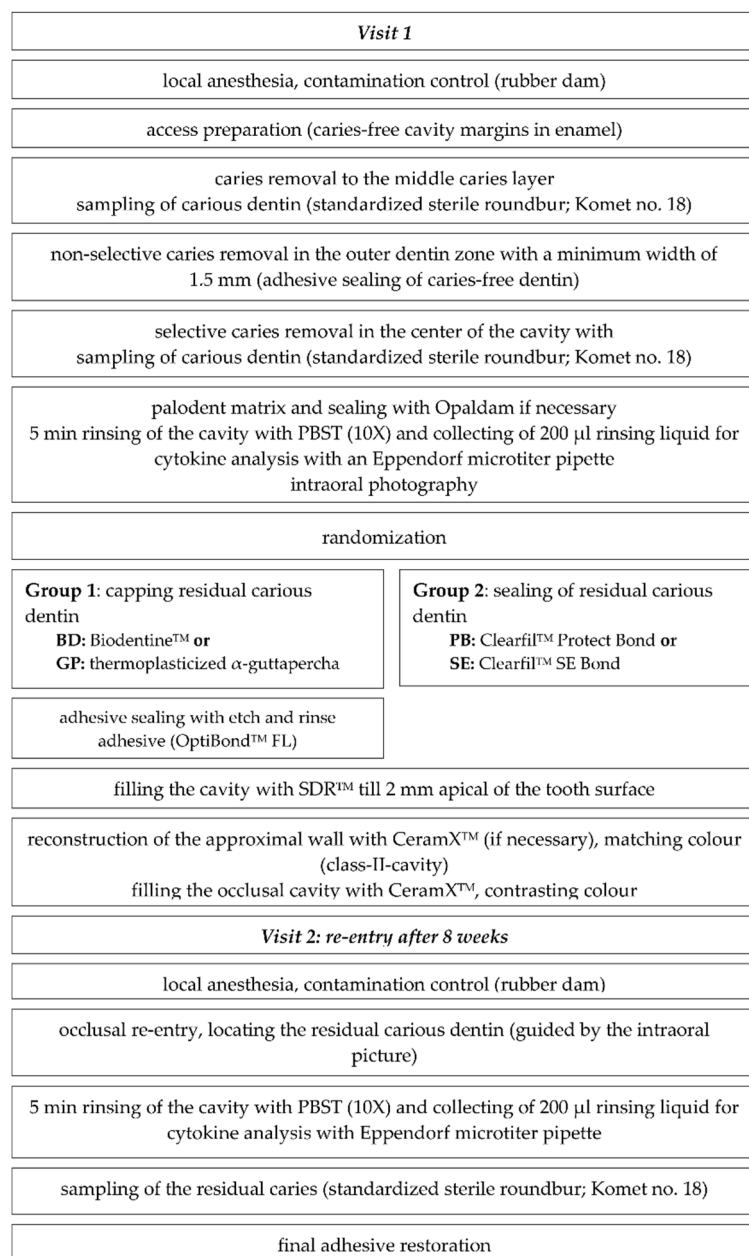 Visit 1
local anesthesia, contamination control (rubber dam)
access preparation (caries-free cavity margins in enamel)
caries removal to the middle caries layer
sampling of carious dentin (standardized sterile roundbur; Komet no. 18)
non-selective caries removal in the outer dentin zone with a minimum width of
1.5 mm (adhesive sealing of caries-free dentin)
selective caries removal in the center of the cavity with
sampling of carious dentin (standardized sterile roundbur; Komet no. 18)
palodent matrix and sealing with Opaldam if necessary
5 min rinsing of the cavity with PBST (10X) and collecting of 200 µl rinsing liquid for
cytokine analysis with an Eppendorf microtiter pipette
intraoral photography
randomization
Group 1: capping residual carious
dentin
BD: Biodentine™ or
GP: thermoplasticized α-guttapercha
Group 2: sealing of residual carious
dentin
PB: Clearfil™ Protect Bond or
SE: Clearfil™ SE Bond
adhesive sealing with etch and rinse
adhesive (OptiBond™ FL)
filling the cavity with SDR™ till 2 mm apical of the tooth surface
reconstruction of the approximal wall with CeramX™ (if necessary), matching colour
(class-II-cavity)
filling the occlusal cavity with CeramX™, contrasting colour
Visit 2: re-entry after 8 weeks
local anesthesia, contamination control (rubber dam)
occlusal re-entry, locating the residual carious dentin (guided by the intraoral
picture)
5 min rinsing of the cavity with PBST (10X) and collecting of 200 µl rinsing liquid for
cytokine analysis with Eppendorf microtiter pipette
sampling of the residual caries (standardized sterile roundbur; Komet no. 18)
final adhesive restoration